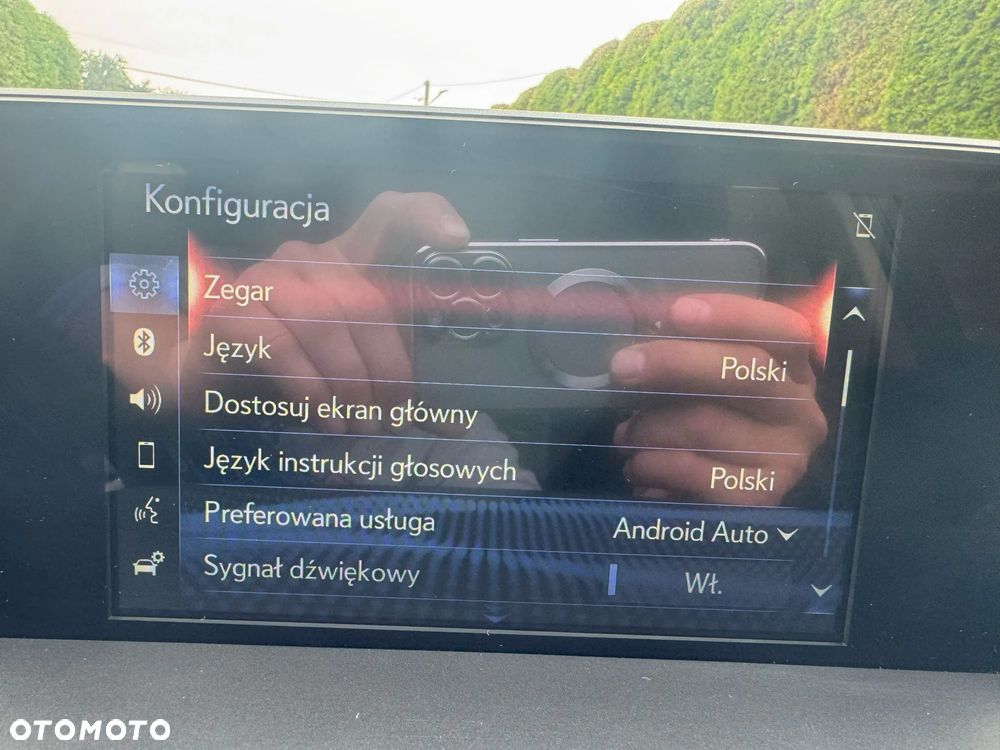 Konfiguracja
Zegar
Język Polski
Dostosuj ekran główny
Język instrukcji głosowych Polski
Preferowana usługa Android Auto
Sygnał dźwiękowy Wł.
OTOMOTO